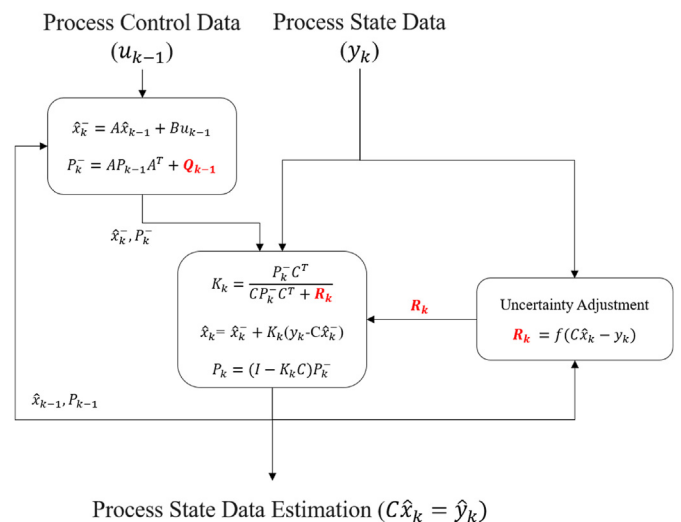 Process Control Data
(u_{k−1})
Process State Data
(y_k)
x̂_k^− = Ax̂_{k−1} + Bu_{k−1}
P_k^− = AP_{k−1}A^T + Q_{k−1}
x̂_k^−, P_k^−
K_k = \frac{P_k^− C^T}{CP_k^− C^T + R_k}
x̂_k= x̂_k^− + K_k(y_k-Cx̂_k^−)
P_k = (I − K_kC)P_k^−
R_k
Uncertainty Adjustment
R_k = f(Cx̂_k − y_k)
x̂_{k−1}, P_{k−1}
Process State Data Estimation (Cx̂_k = ŷ_k)